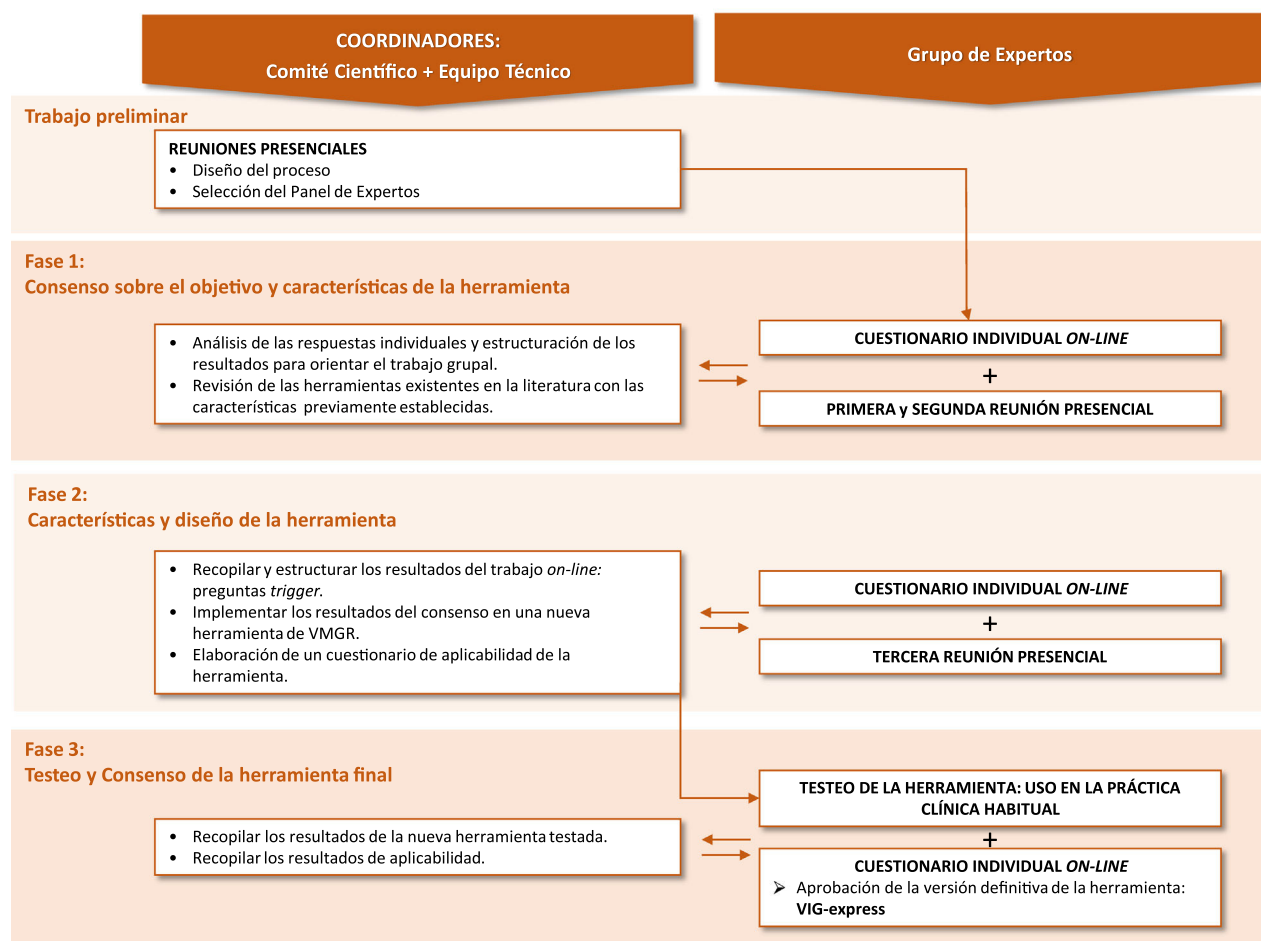 COORDINADORES:
Comité Científico + Equipo Técnico
Grupo de Expertos
Trabajo preliminar
REUNIONES PRESENCIALES
• Diseño del proceso
• Selección del Panel de Expertos
Fase 1:
Consenso sobre el objetivo y características de la herramienta
• Análisis de las respuestas individuales y estructuración de los
resultados para orientar el trabajo grupal.
• Revisión de las herramientas existentes en la literatura con las
características previamente establecidas.
CUESTIONARIO INDIVIDUAL ON-LINE
+
PRIMERA y SEGUNDA REUNIÓN PRESENCIAL
Fase 2:
Características y diseño de la herramienta
• Recopilar y estructurar los resultados del trabajo on-line:
preguntas trigger.
• Implementar los resultados del consenso en una nueva
herramienta de VMGR.
• Elaboración de un cuestionario de aplicabilidad de la
herramienta.
CUESTIONARIO INDIVIDUAL ON-LINE
+
TERCERA REUNIÓN PRESENCIAL
Fase 3:
Testeo y Consenso de la herramienta final
• Recopilar los resultados de la nueva herramienta testada.
• Recopilar los resultados de aplicabilidad.
TESTEO DE LA HERRAMIENTA: USO EN LA PRÁCTICA
CLÍNICA HABITUAL
+
CUESTIONARIO INDIVIDUAL ON-LINE
➢ Aprobación de la versión definitiva de la herramienta:
VIG-express